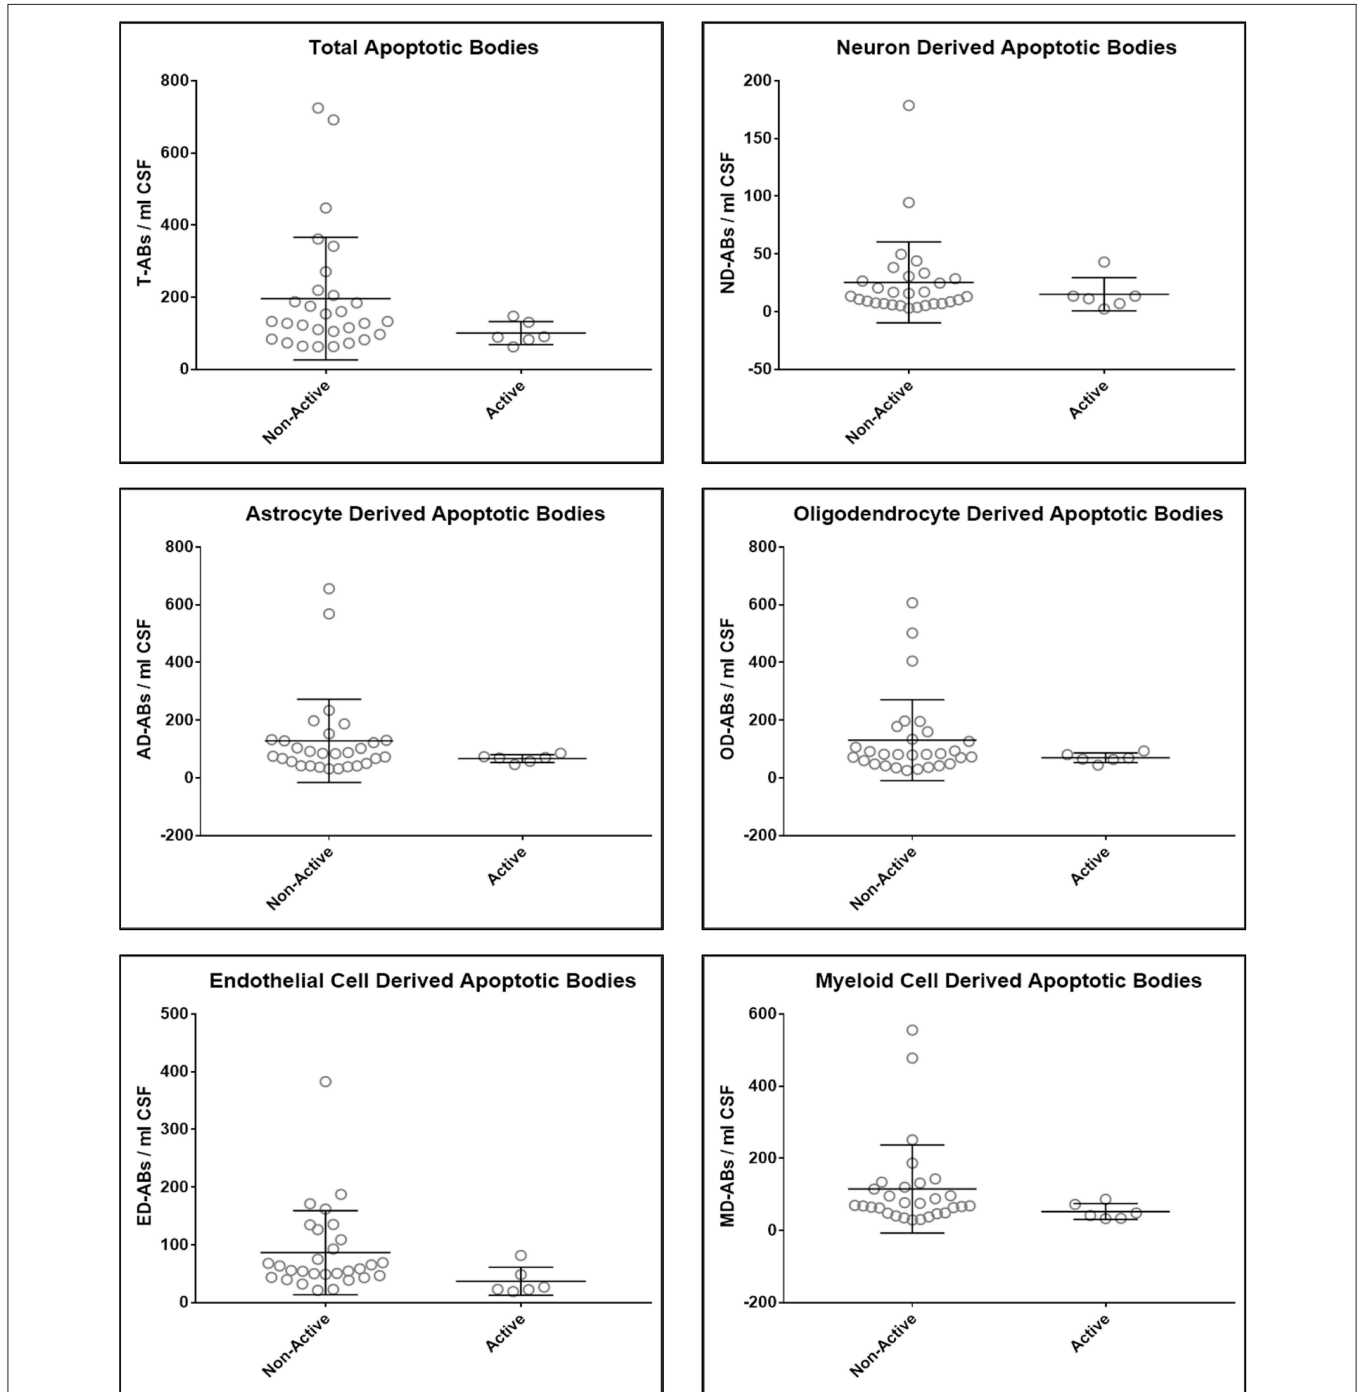 Total Apoptotic Bodies
T-ABs / ml CSF
800
600
400
200
0
Non-Active
Active
Neuron Derived Apoptotic Bodies
ND-ABs / ml CSF
200
150
100
50
0
-50
Non-Active
Active
Astrocyte Derived Apoptotic Bodies
AD-ABs / ml CSF
800
600
400
200
0
-200
Non-Active
Active
Oligodendrocyte Derived Apoptotic Bodies
OD-ABs / ml CSF
800
600
400
200
0
-200
Non-Active
Active
Endothelial Cell Derived Apoptotic Bodies
ED-ABs / ml CSF
500
400
300
200
100
0
Non-Active
Active
Myeloid Cell Derived Apoptotic Bodies
MD-ABs / ml CSF
600
400
200
0
-200
Non-Active
Active